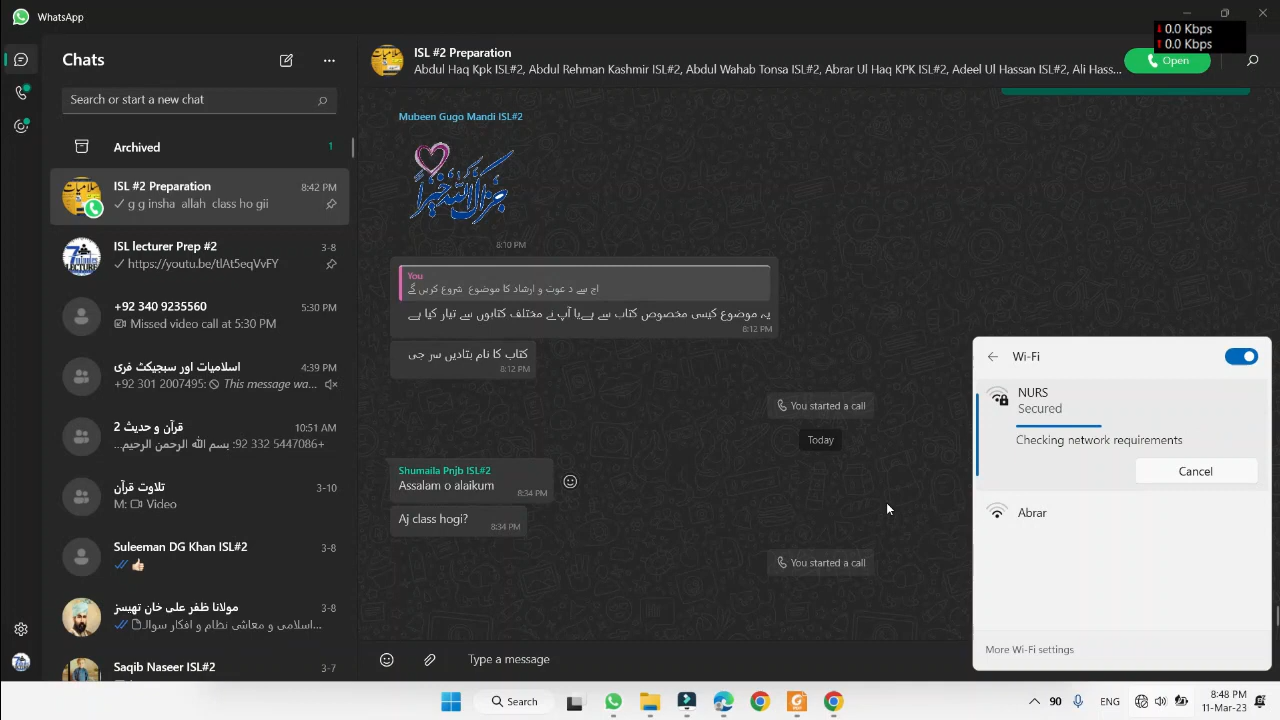 WhatsApp
0.0 Kbps
0.0 Kbps
Chats
Search or start a new chat
Archived
1
ISL #2 Preparation
8:42 PM
g g insha allah class ho gii
ISL lecturer Prep #2
3-8
https://youtu.be/tlAt5eqVvFY
+92 340 9235560
5:30 PM
Missed video call at 5:30 PM
اسلامیات اور سبجیکٹ فری
4:39 PM
+92 301 2007495: This message wa...
قرآن و حدیث 2
10:51 AM
+92 332 5447086: بسم الله الرحمن الرحيم...
تلاوت قرآن
3-10
M: Video
Suleeman DG Khan ISL#2
3-8
مولانا ظفر علی خان تھیسز
3-8
اسلامی و معاشی نظام و افکار سوالـ...
Saqib Naseer ISL#2
3-7
ISL #2 Preparation
Abdul Haq Kpk ISL#2, Abdul Rehman Kashmir ISL#2, Abdul Wahab Tonsa ISL#2, Abrar Ul Haq KPK ISL#2, Adeel Ul Hassan ISL#2, Ali Hass...
Open
Mubeen Gugo Mandi ISL#2
جزاك الله خيرا
8:10 PM
You
اج سے د عوت و ارشاد کا موضوع شروع کریں گے
یہ موضوع کیسی مخصوص کتاب سے ہے یا آپ نے مختلف کتابوں سے تیار کیا ہے
8:12 PM
کتاب کا نام بتادیں سر جی
8:12 PM
You started a call
Today
Shumaila Pnjb ISL#2
Assalam o alaikum
8:34 PM
Aj class hogi?
8:34 PM
You started a call
Type a message
Wi-Fi
NURS
Secured
Checking network requirements
Cancel
Abrar
More Wi-Fi settings
Search
90
ENG
8:48 PM
11-Mar-23